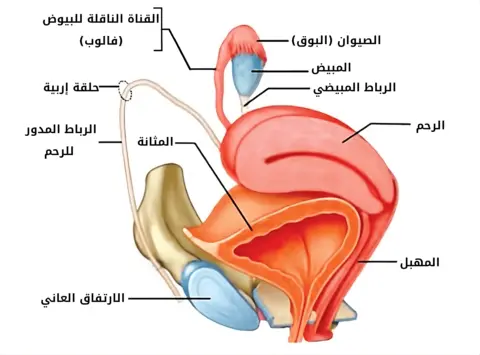 القناة الناقلة للبيوض
(فالوب)
الصيوان (البوق)
المبيض
الرباط المبيضي
حلقة إربية
الرحم
الرباط المدور
للرحم
المثانة
المهبل
الارتفاق العاني